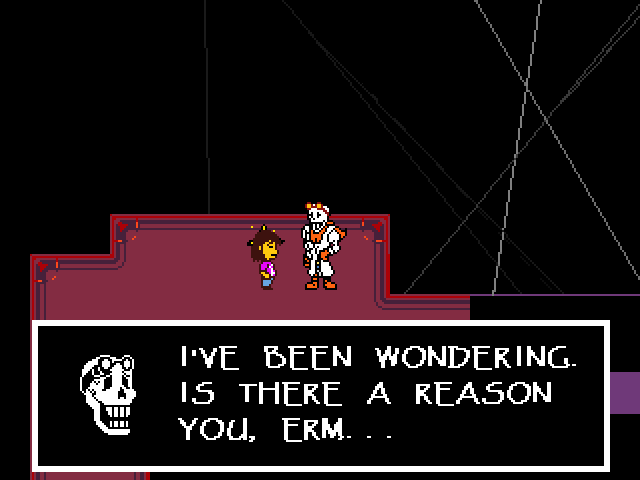 I'VE BEEN WONDERING.
IS THERE A REASON
YOU, ERM...